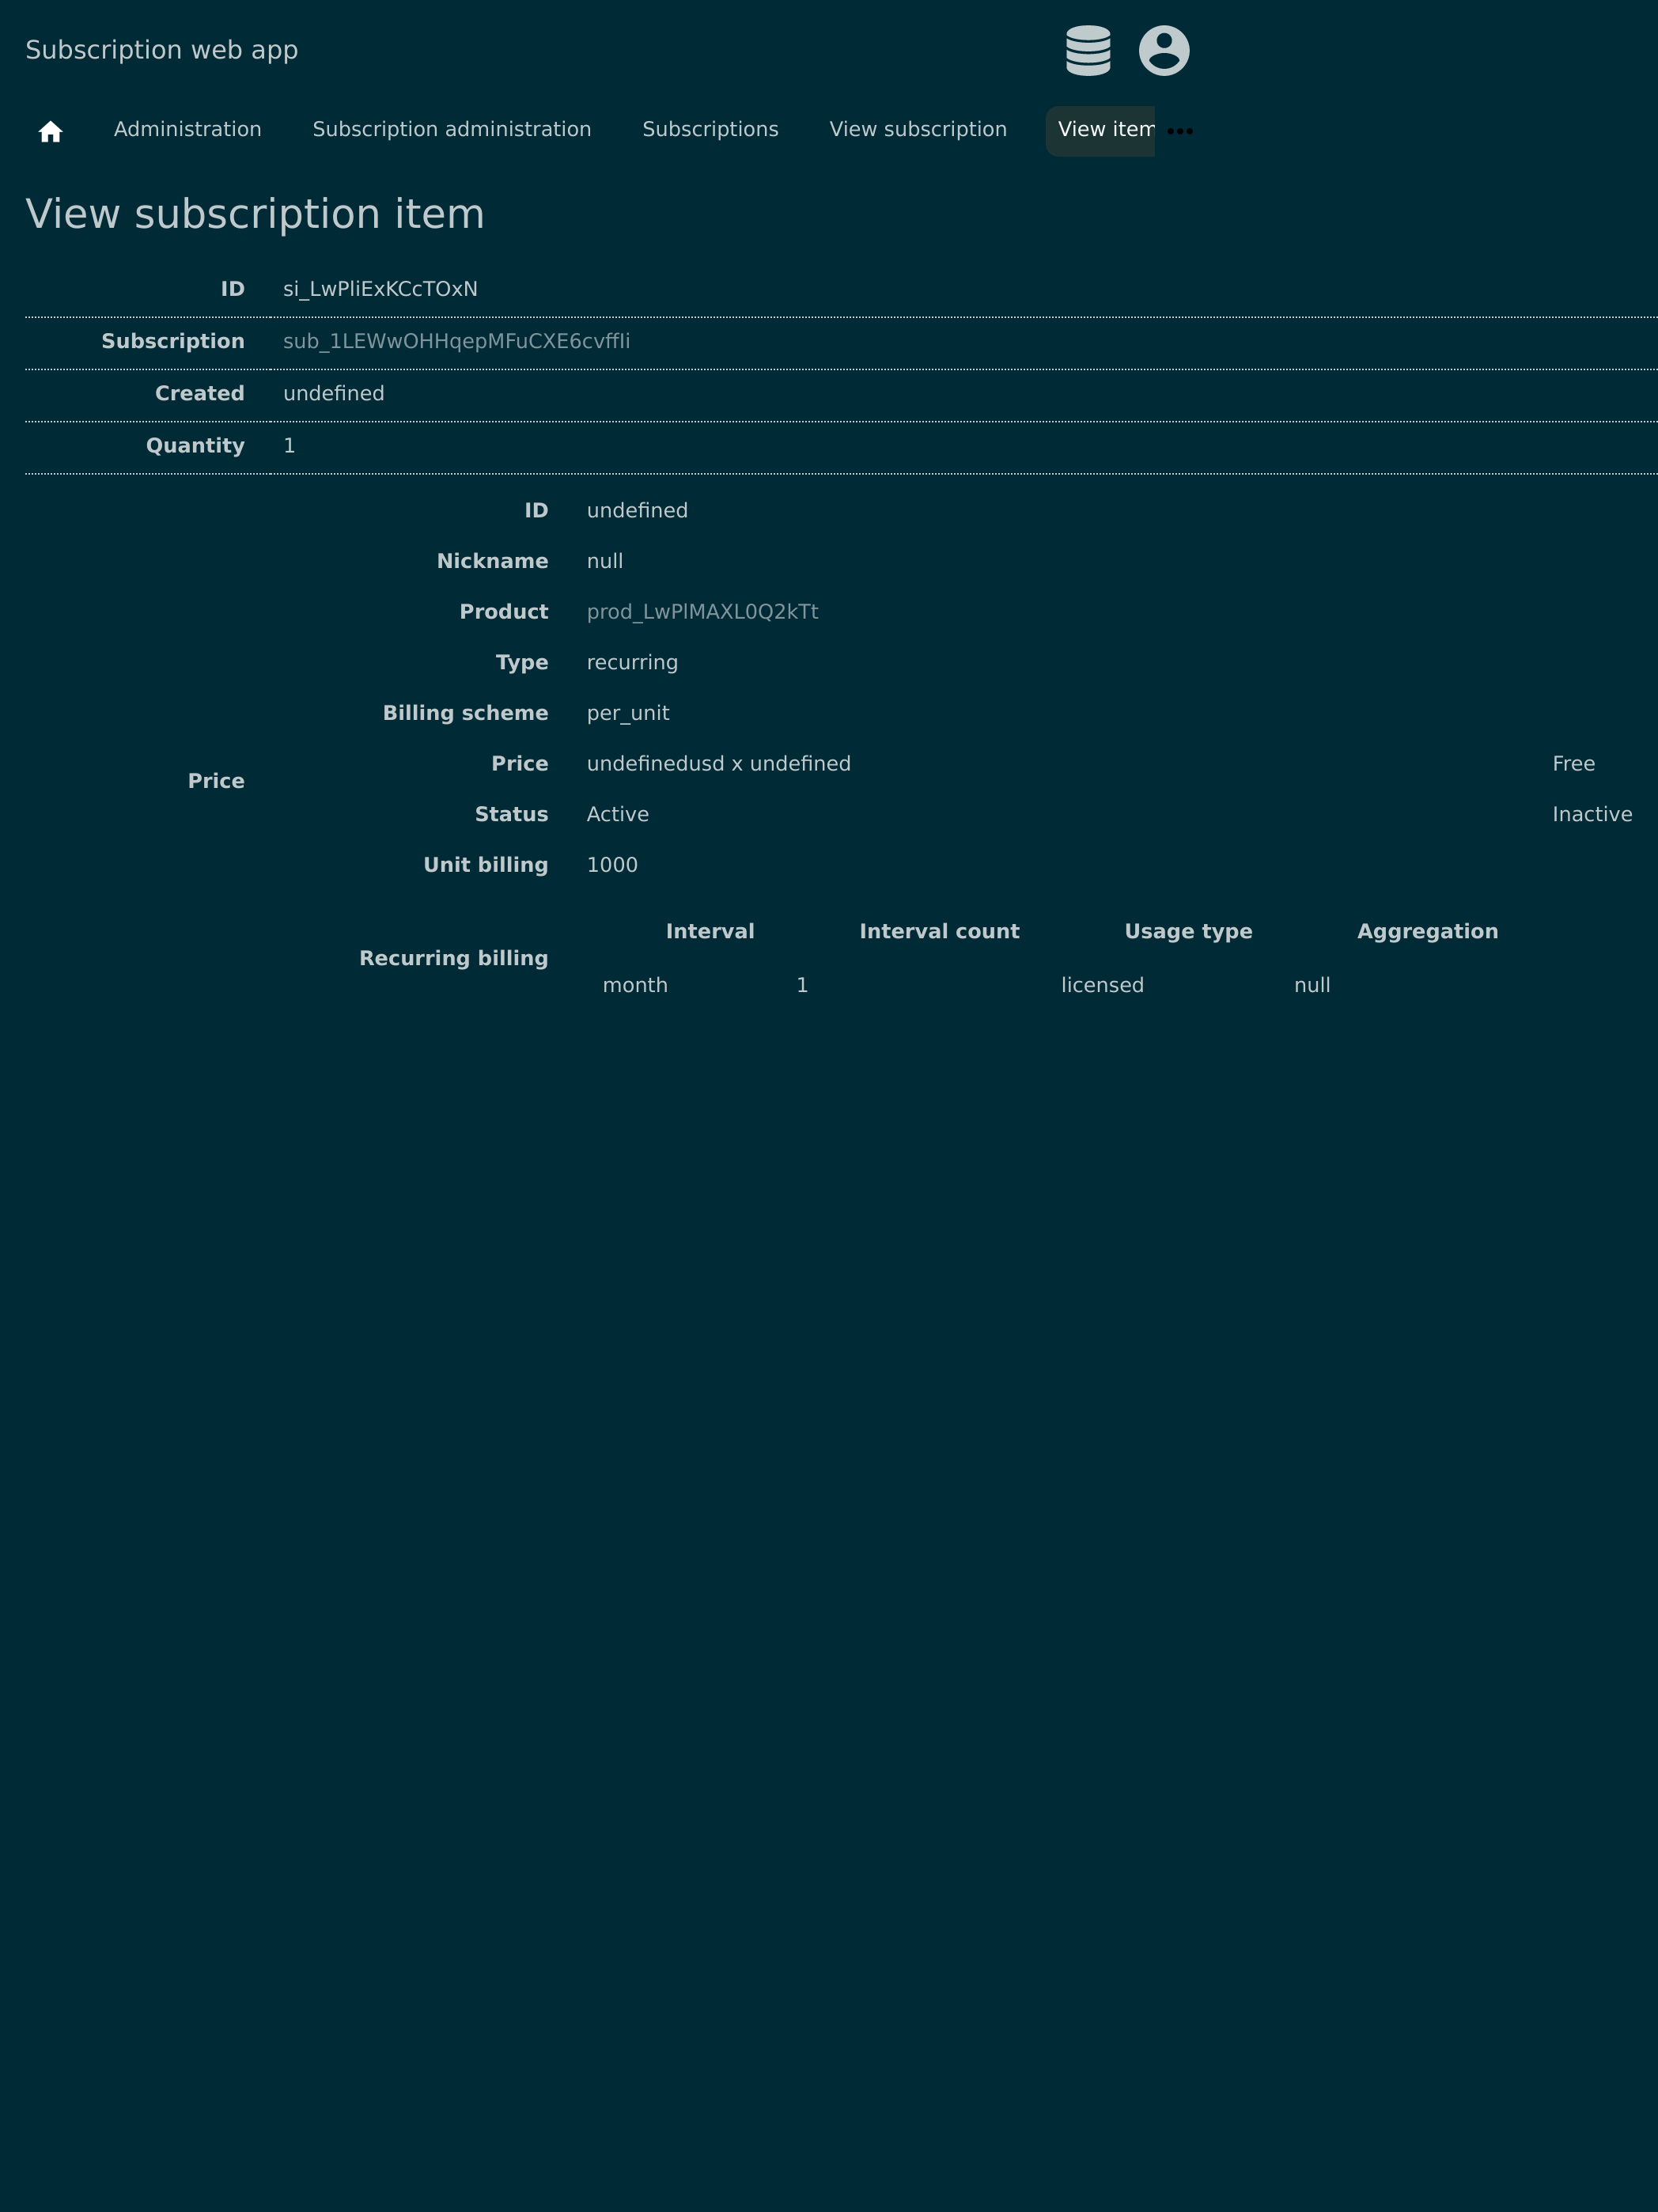 Subscription web app
Administration Subscription administration Subscriptions View subscription View item
View subscription item
ID si_LwPliExKCcTOxN
Subscription sub_1LEWwOHHqepMFuCXE6cvffIi
Created undefined
Quantity 1
Price
ID undefined
Nickname null
Product prod_LwPlMAXL0Q2kTt
Type recurring
Billing scheme per_unit
Price undefinedusd x undefined Free
Status Active Inactive
Unit billing 1000
Recurring billing
Interval Interval count Usage type Aggregation
month 1 licensed null